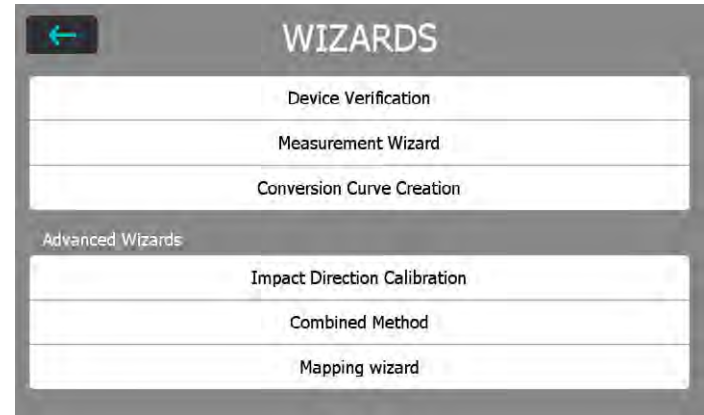 WIZARDS
Device Verification
Measurement Wizard
Conversion Curve Creation
Advanced Wizards
Impact Direction Calibration
Combined Method
Mapping wizard